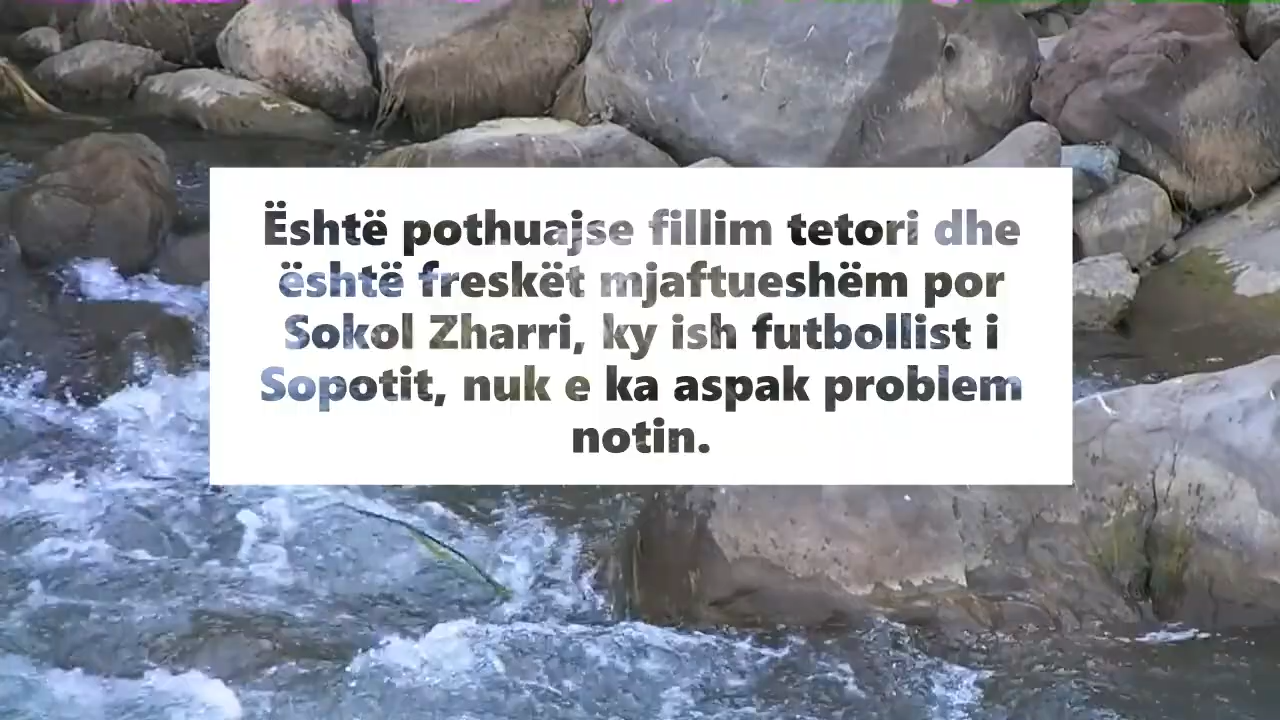 Është pothuajse fillim tetori dhe
është freskët mjaftueshëm por
Sokol Zharri, ky ish futbollist i
Sopotit, nuk e ka aspak problem
notin.